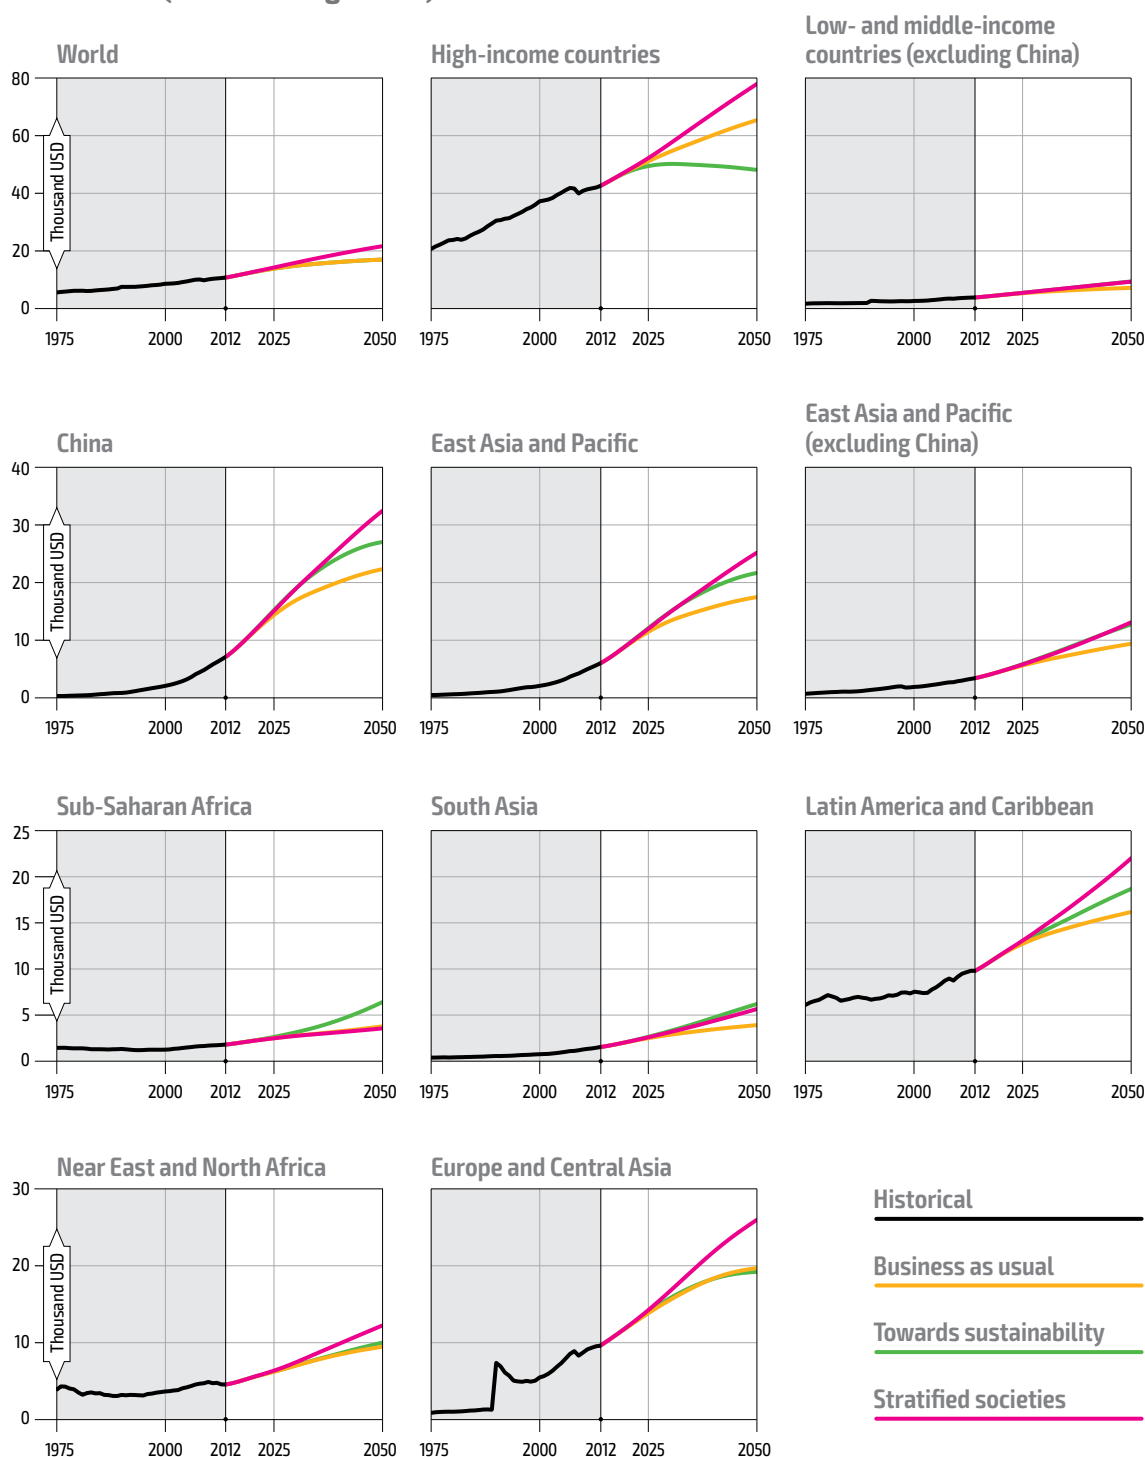 World
High-income countries
Low- and middle-income
countries (excluding China)
80
60
40
20
0
Thousand USD
1975 2000 2012 2025 2050
1975 2000 2012 2025 2050
1975 2000 2012 2025 2050
China
East Asia and Pacific
East Asia and Pacific
(excluding China)
40
30
20
10
0
Thousand USD
1975 2000 2012 2025 2050
1975 2000 2012 2025 2050
1975 2000 2012 2025 2050
Sub-Saharan Africa
South Asia
Latin America and Caribbean
25
20
15
10
5
0
Thousand USD
1975 2000 2012 2025 2050
1975 2000 2012 2025 2050
1975 2000 2012 2025 2050
Near East and North Africa
Europe and Central Asia
30
20
10
0
Thousand USD
1975 2000 2012 2025 2050
1975 2000 2012 2025 2050
Historical
Business as usual
Towards sustainability
Stratified societies